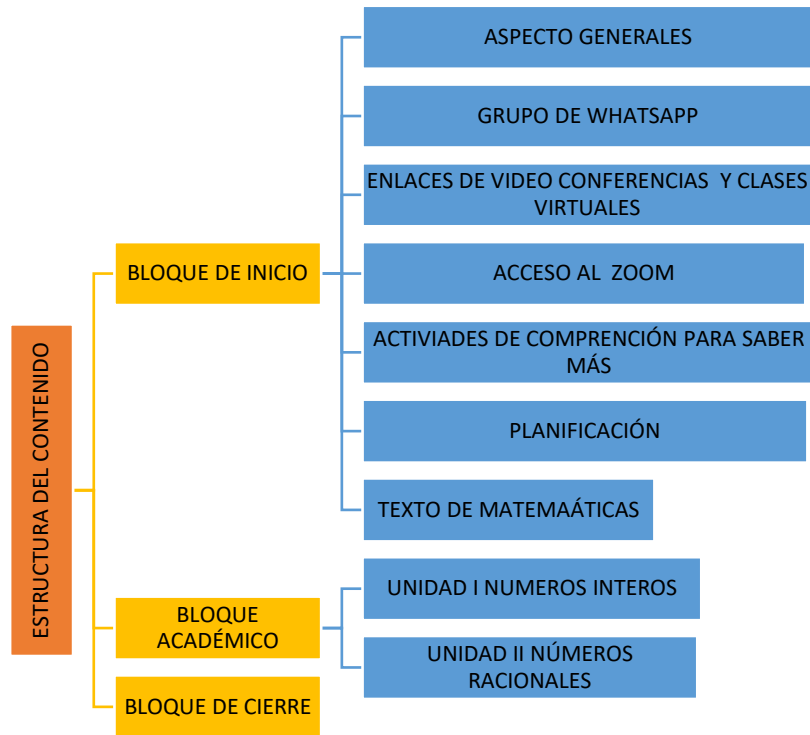 ESTRUCTURA DEL CONTENIDO
BLOQUE DE INICIO
ASPECTO GENERALES
GRUPO DE WHATSAPP
ENLACES DE VIDEO CONFERENCIAS Y CLASES
VIRTUALES
ACCESO AL ZOOM
ACTIVIADES DE COMPRENCIÓN PARA SABER
MÁS
PLANIFICACIÓN
TEXTO DE MATEMAÁTICAS
BLOQUE
ACADÉMICO
UNIDAD I NUMEROS INTEROS
UNIDAD II NÚMEROS
RACIONALES
BLOQUE DE CIERRE